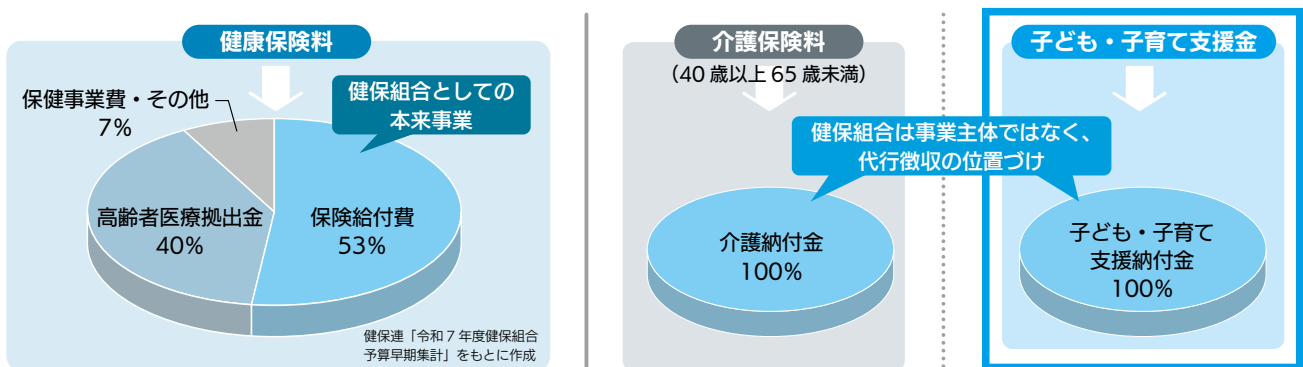 健康保険料
保健事業費・その他
7%
健保組合としての
本来事業
高齢者医療拠出金
40%
保険給付費
53%
健保連「令和7年度健保組合
予算早期集計」をもとに作成
介護保険料
（40歳以上65歳未満）
健保組合は事業主体ではなく、
代行徴収の位置づけ
介護納付金
100%
子ども・子育て支援金
子ども・子育て
支援納付金
100%